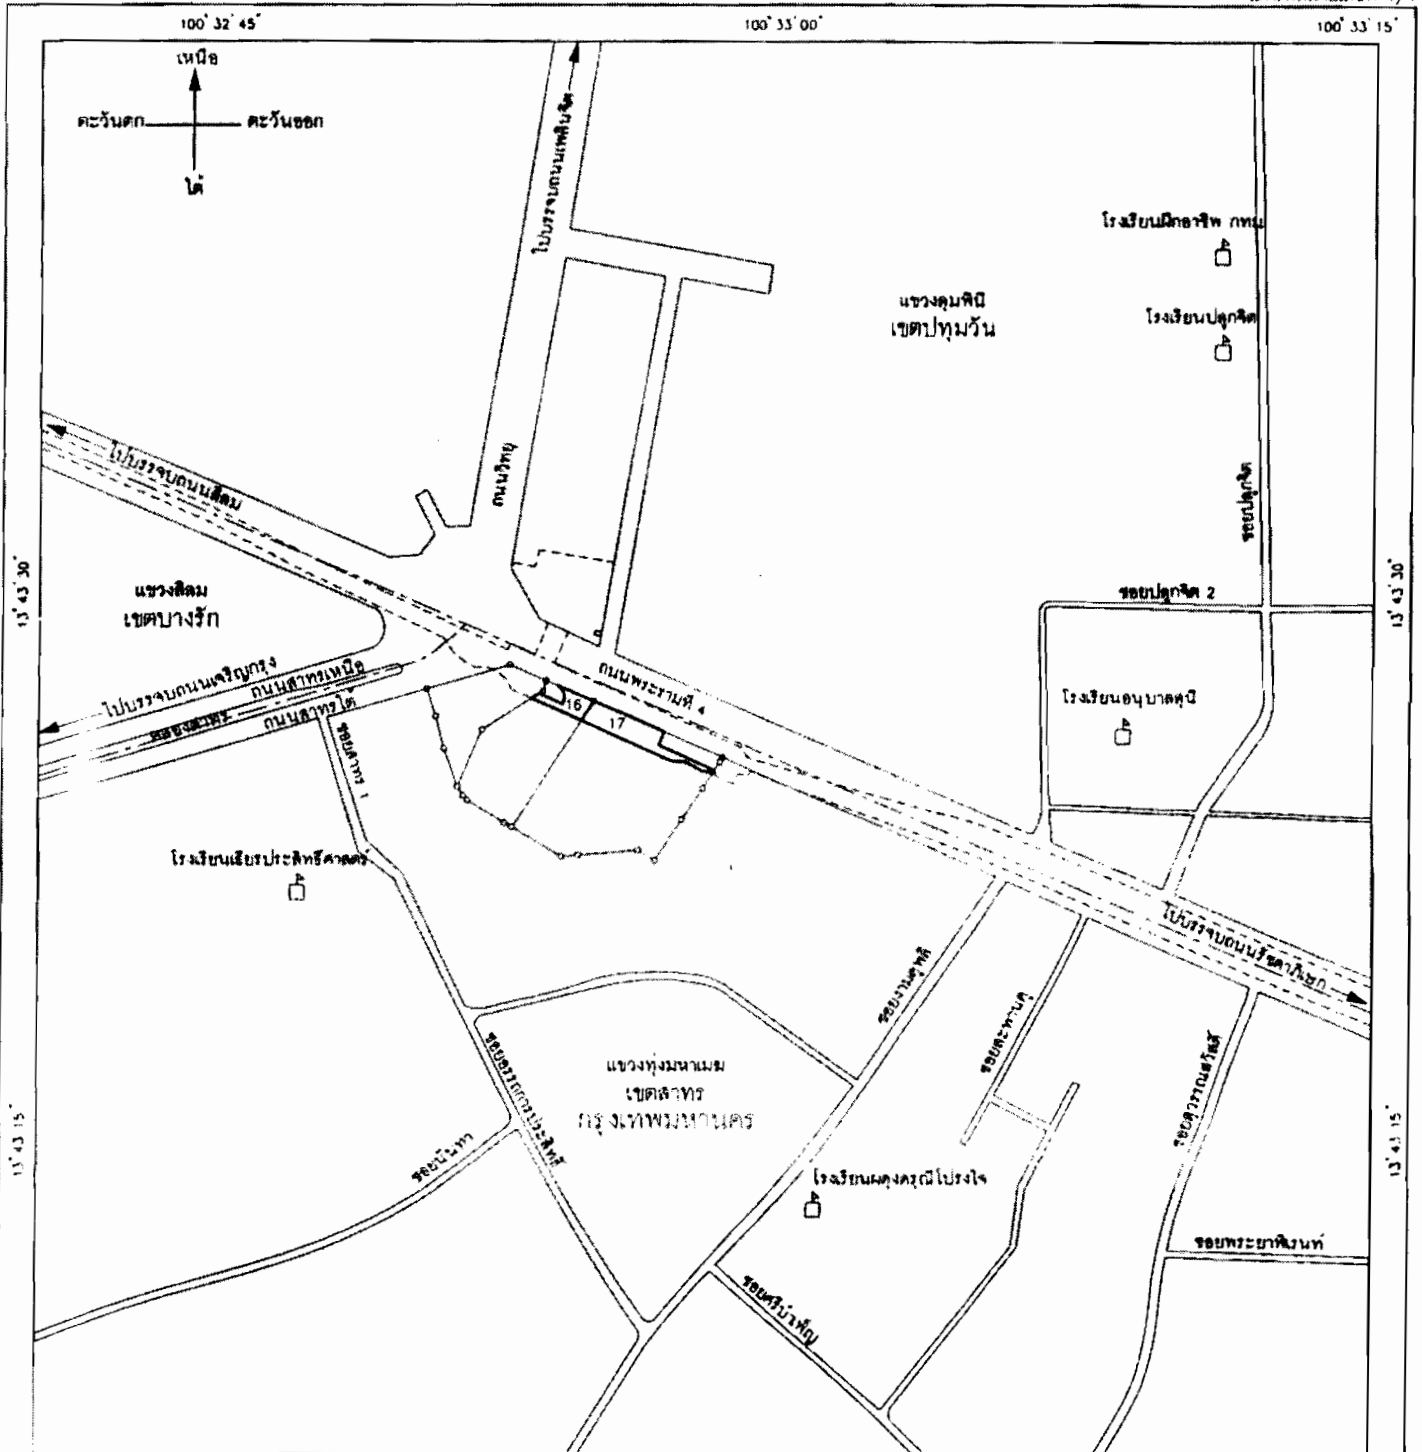 100° 32' 45"
100° 33' 00"
100° 33' 15"
เหนือ
ตะวันตก
ตะวันออก
ใต้
ไปบรรจบถนนเพลินจิต
โรงเรียนฝึกอาชีพ กทม
แขวงลุมพินี
เขตปทุมวัน
โรงเรียนปลูกจิต
ไปบรรจบถนนสีลม
ถนนวิทยุ
ซอยปลูกจิต
13° 43' 30"
13° 43' 30"
แขวงสีลม
เขตบางรัก
ซอยปลูกจิต 2
ไปบรรจบถนนเจริญกรุง
ถนนสาทรเหนือ
คลองสาทร
ถนนสาทรใต้
ถนนพระรามที่ 4
16
17
โรงเรียนอนุบาลดุนี
ซอยสาทร 1
โรงเรียนเธียรประสิทธิ์ศาสตร์
ไปบรรจบถนนรัชดาภิเษก
ซอยงามดูพลี
ซอยสะพานคู่
ซอยสุวรรณสวัสดิ์
แขวงทุ่งมหาเมฆ
เขตสาทร
กรุงเทพมหานคร
ซอยอรรถการประสิทธิ์
ซอยนันทา
13° 43' 15"
13° 43' 15"
โรงเรียนผดุงดรุณีโปร่งใจ
ซอยพระยาพิเรนท์
ซอยศรีบำเพ็ญ